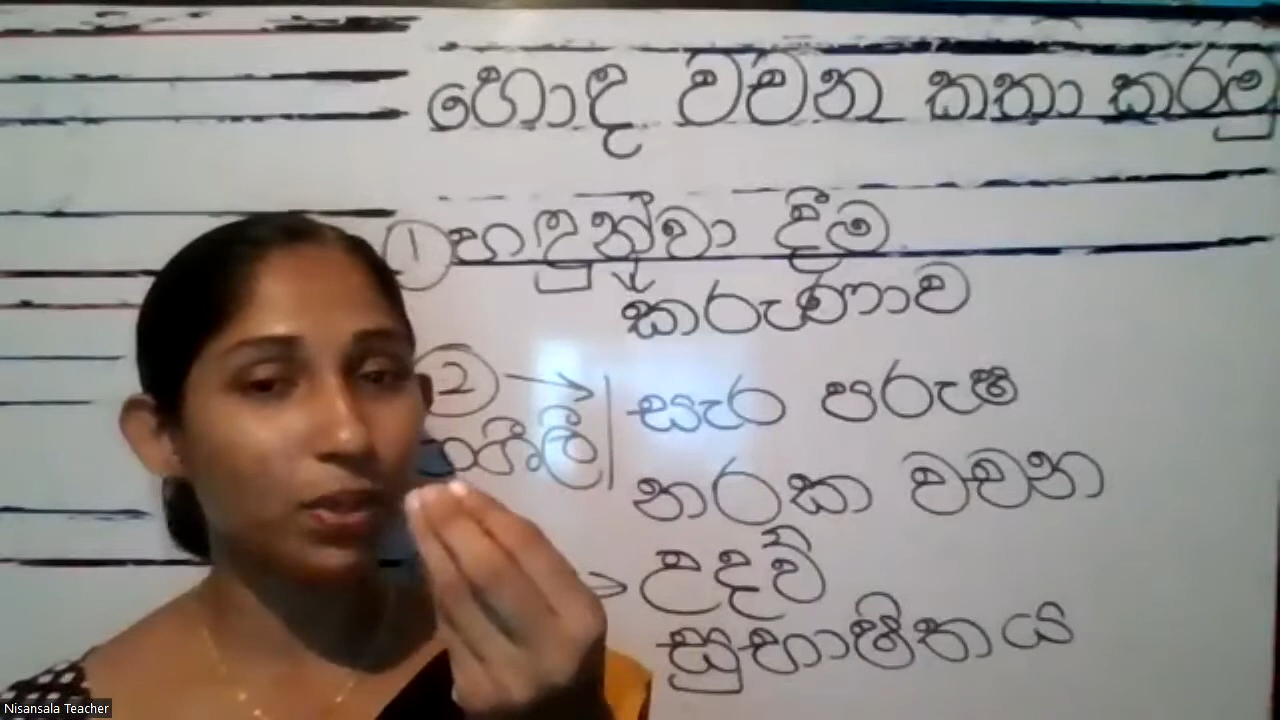 හොඳ වචන කතා කරමු
1 හඳුන්වා දීම
කරුණාව
2
සැර පරුෂ
නරක වචන
උදව්
සුභාෂිතය
Nisansala Teacher